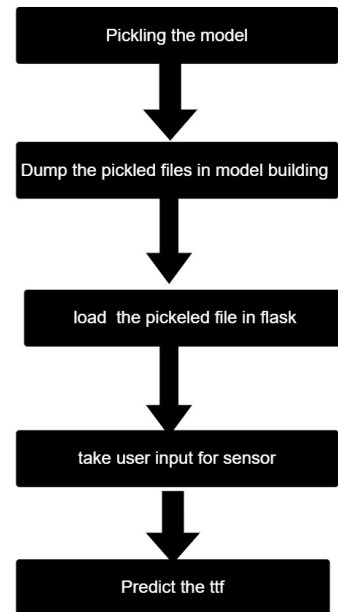 Pickling the model
Dump the pickled files in model building
load the pickeled file in flask
take user input for sensor
Predict the ttf